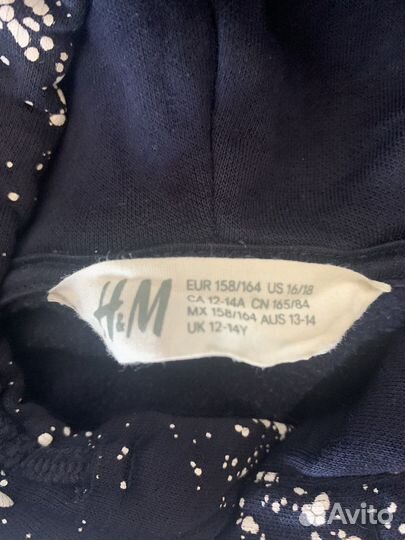 H&M
EUR 158/164 US 16/18
CA 12-14A CN 165/84
MX 158/164 AUS 13-14
UK 12-14Y
Avito